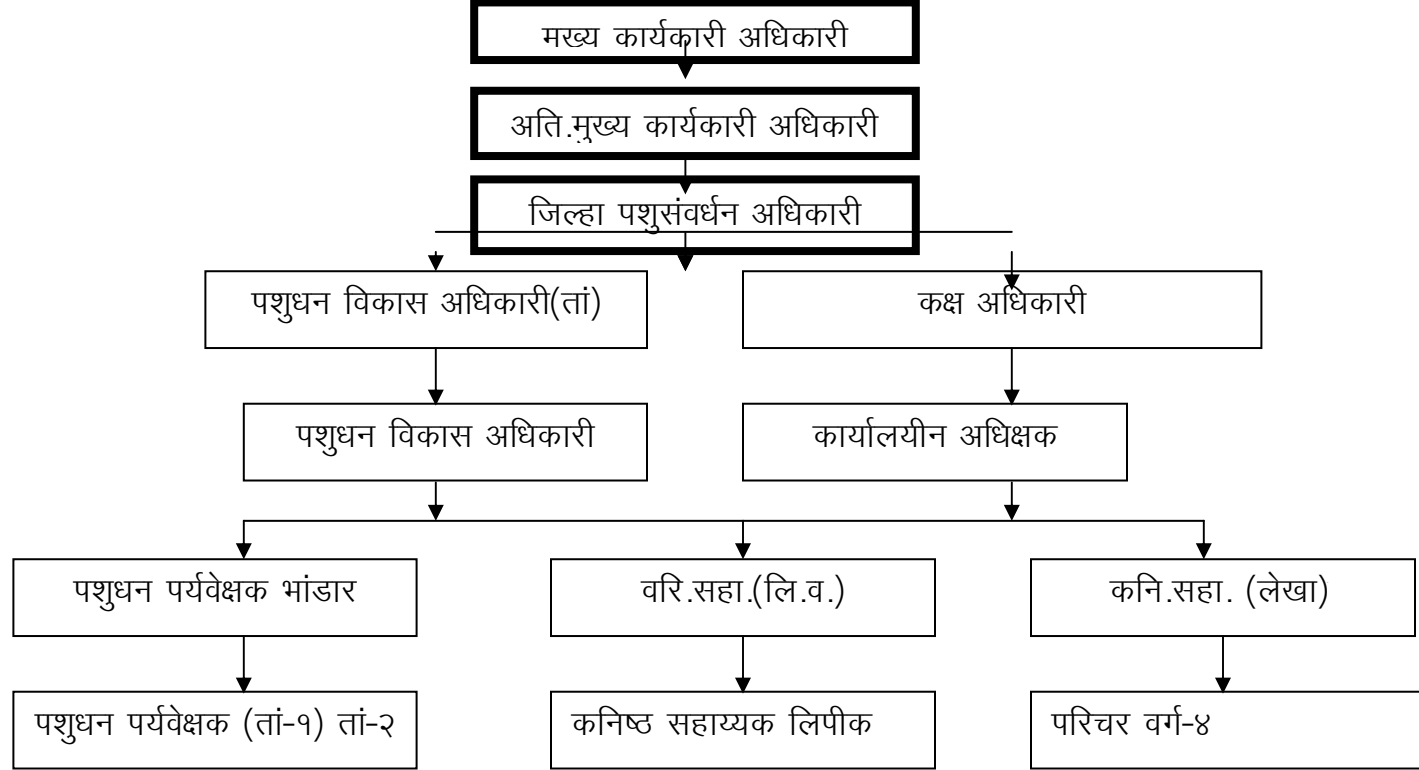 मख्य कार्यकारी अधिकारी
अति.मुख्य कार्यकारी अधिकारी
जिल्हा पशुसंवर्धन अधिकारी
पशुधन विकास अधिकारी(तां)
कक्ष अधिकारी
पशुधन विकास अधिकारी
कार्यालयीन अधिक्षक
पशुधन पर्यवेक्षक भांडार
वरि.सहा.(लि.व.)
कनि.सहा. (लेखा)
पशुधन पर्यवेक्षक (तां-१) तां-२
कनिष्ठ सहाय्यक लिपीक
परिचर वर्ग-४